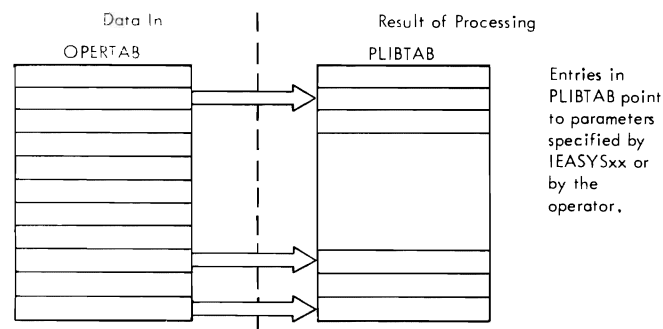 Data In
Result of Processing
OPERTAB
PLIBTAB
Entries in
PLIBTAB point
to parameters
specified by
IEASYSxx or
by the
operator.